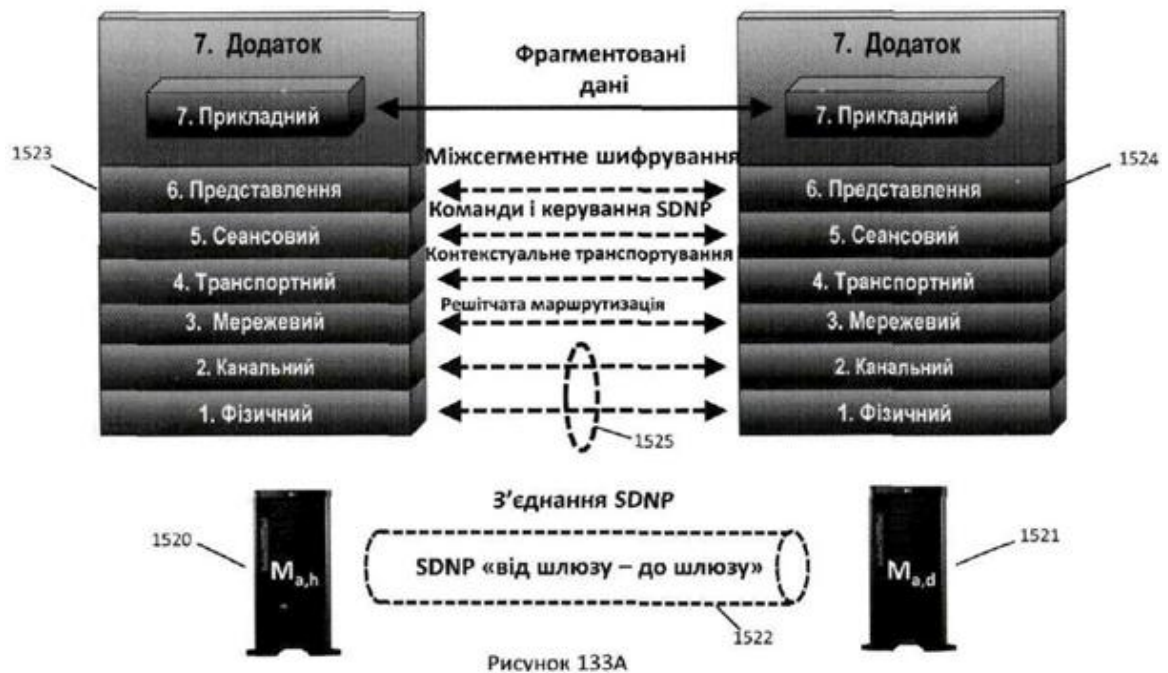 7. Додаток
7. Прикладний
6. Представлення
5. Сеансовий
4. Транспортний
3. Мережевий
2. Канальний
1. Фізичний
1523
Фрагментовані
дані
Міжсегментне шифрування
Команди і керування SDNP
Контекстуальне транспортування
Решітчата маршрутизація
1525
7. Додаток
7. Прикладний
6. Представлення
5. Сеансовий
4. Транспортний
3. Мережевий
2. Канальний
1. Фізичний
1524
З’єднання SDNP
1520
Ma,h
SDNP «від шлюзу – до шлюзу»
1522
Ma,d
1521
Рисунок 133А